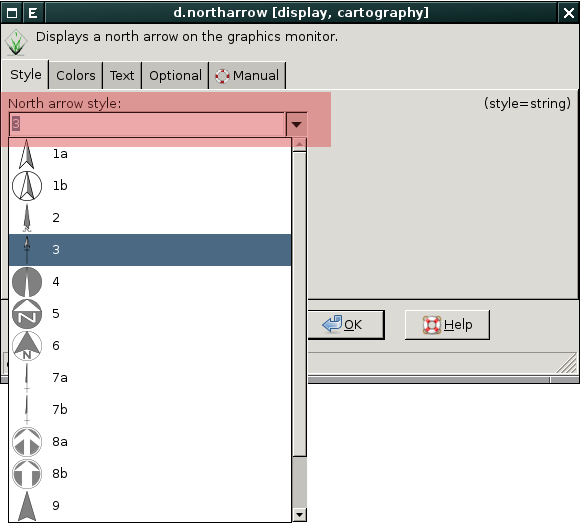 E d.northarrow [display, cartography]
Displays a north arrow on the graphics monitor.
Style Colors Text Optional Manual
North arrow style: (style=string)
3
1a
1b
2
3
4
N 5
N 6
7a
7b
8a
8b
9
OK Help